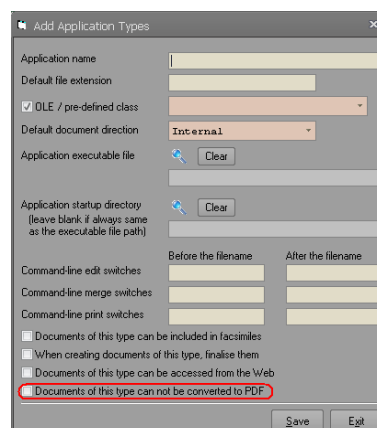 Add Application Types
Application name
Default file extension
OLE / pre-defined class
Default document direction
Internal
Application executable file
Clear
Application startup directory
(leave blank if always same
as the executable file path)
Clear
Before the filename After the filename
Command-line edit switches
Command-line merge switches
Command-line print switches
Documents of this type can be included in facsimiles
When creating documents of this type, finalise them
Documents of this type can be accessed from the Web
Documents of this type can not be converted to PDF
Save Exit